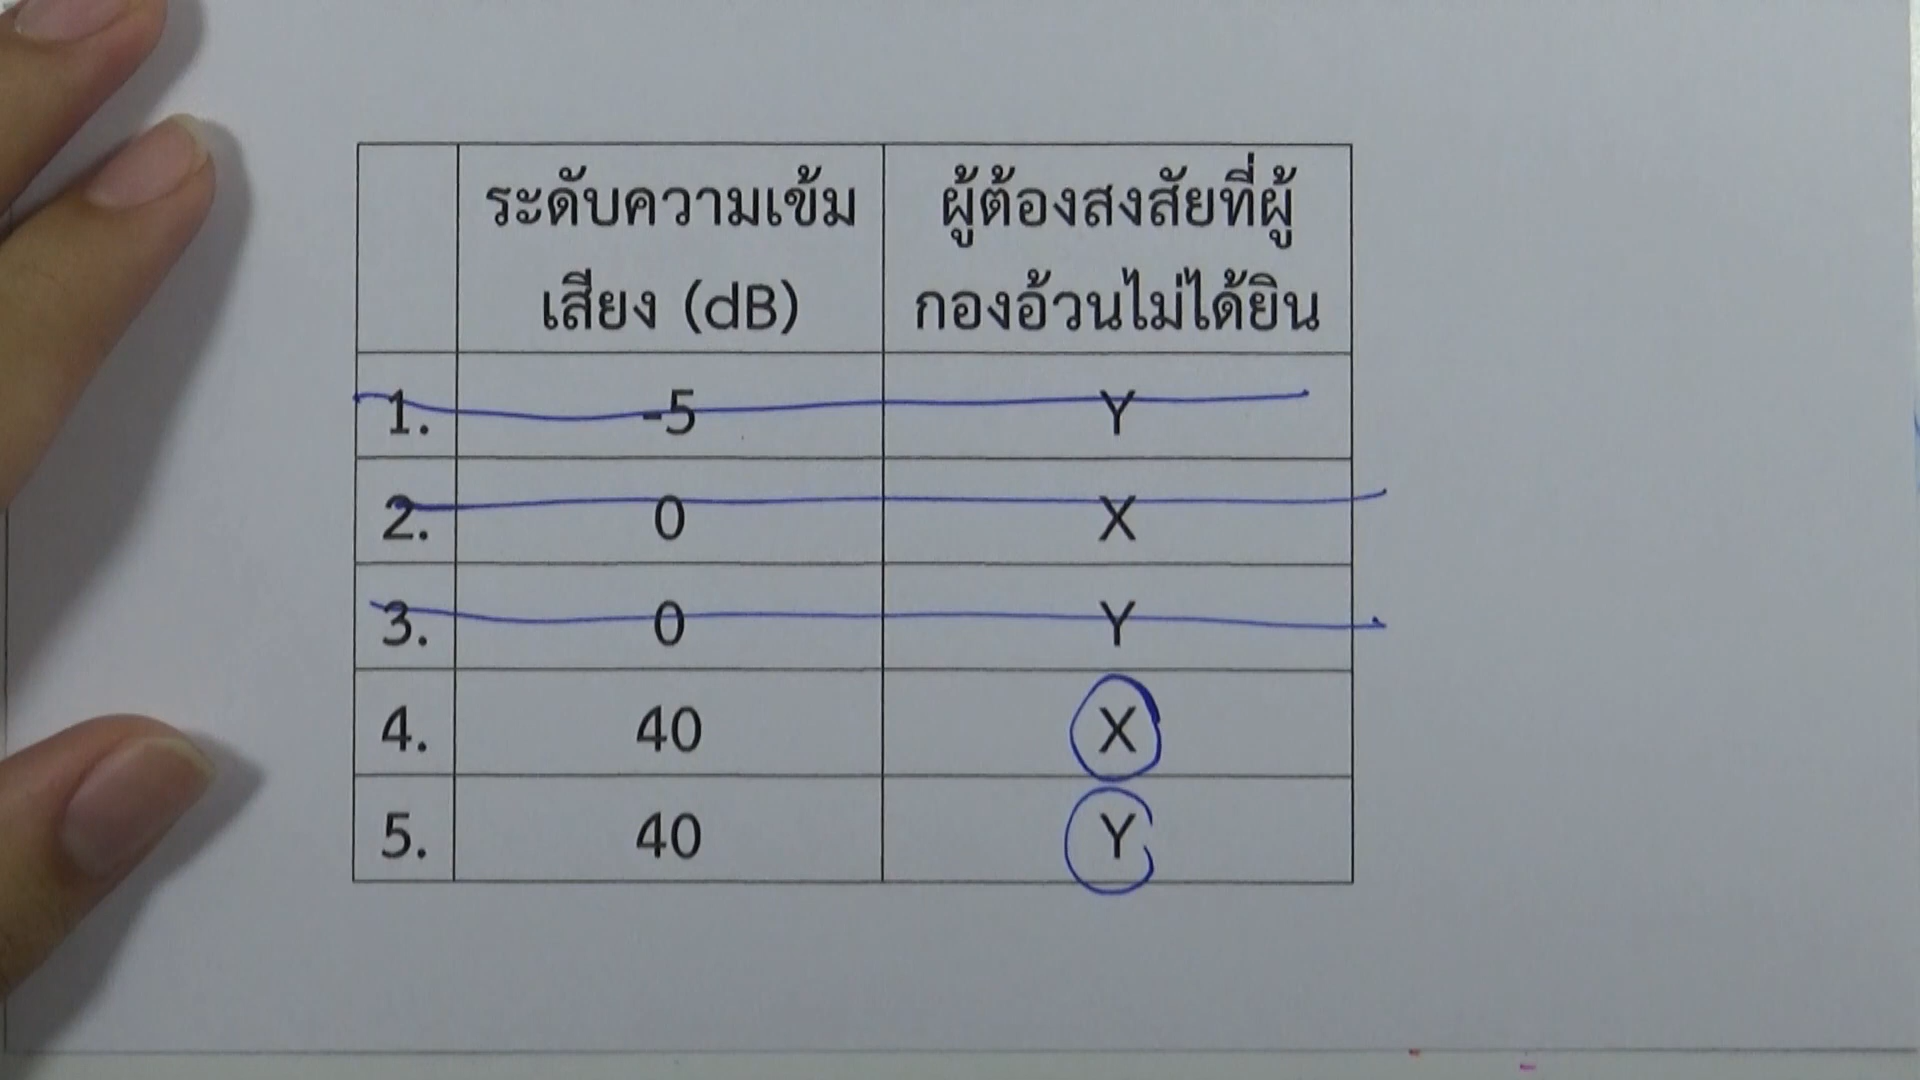 ระดับความเข้ม
เสียง (dB)
ผู้ต้องสงสัยที่ผู้
กองอ้วนไม่ได้ยิน
1. -5 Y
2. 0 X
3. 0 Y
4. 40 X
5. 40 Y